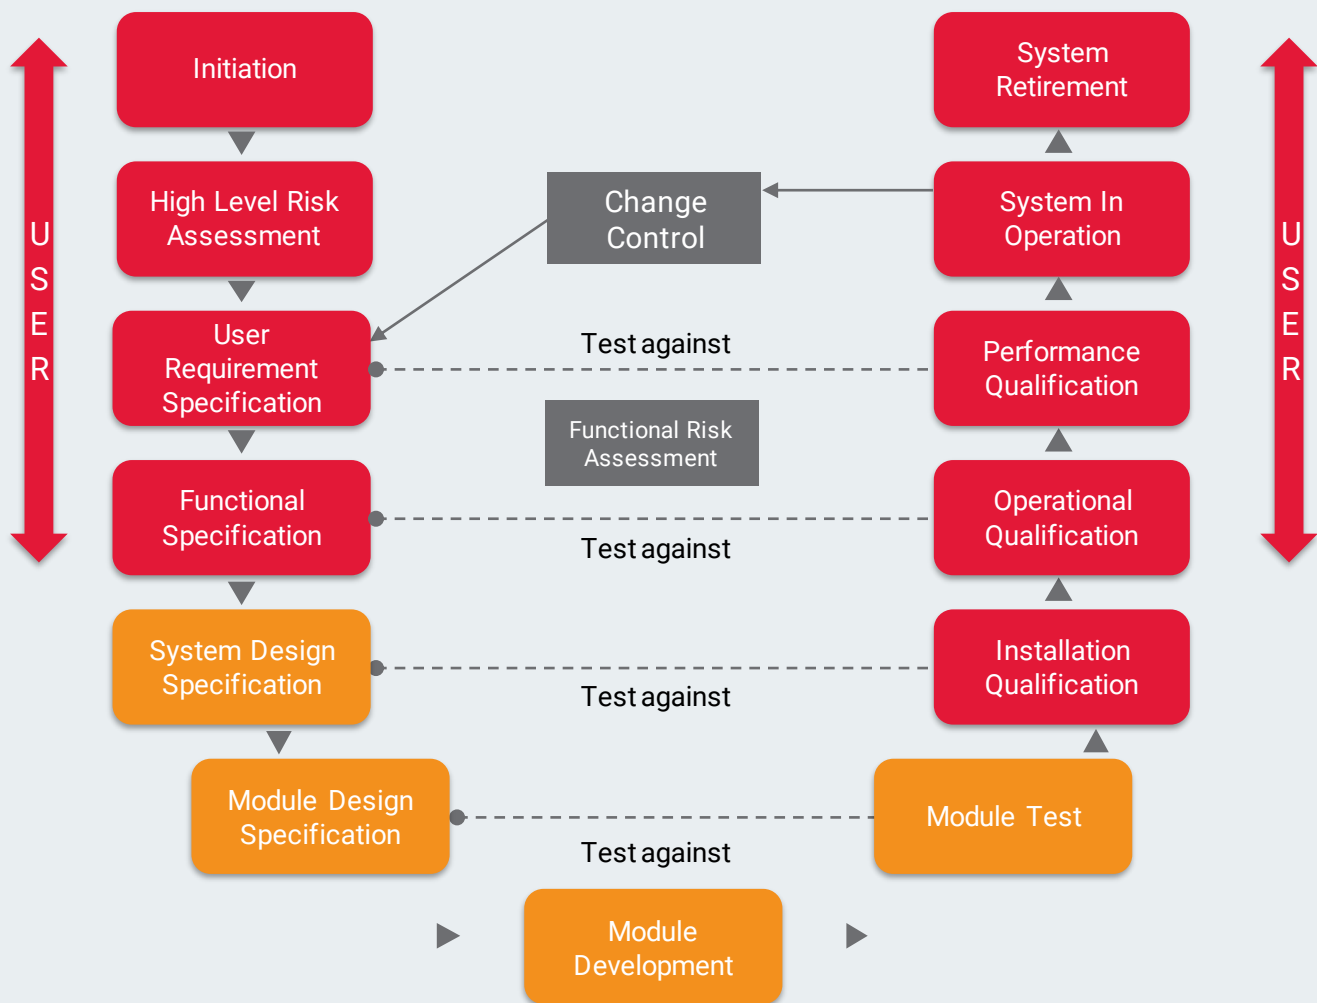 Initiation
System
Retirement
High Level Risk
Assessment
Change
Control
System In
Operation
U
S
E
R
U
S
E
R
User
Requirement
Specification
Test against
Performance
Qualification
Functional Risk
Assessment
Functional
Specification
Test against
Operational
Qualification
System Design
Specification
Test against
Installation
Qualification
Module Design
Specification
Test against
Module Test
Module
Development